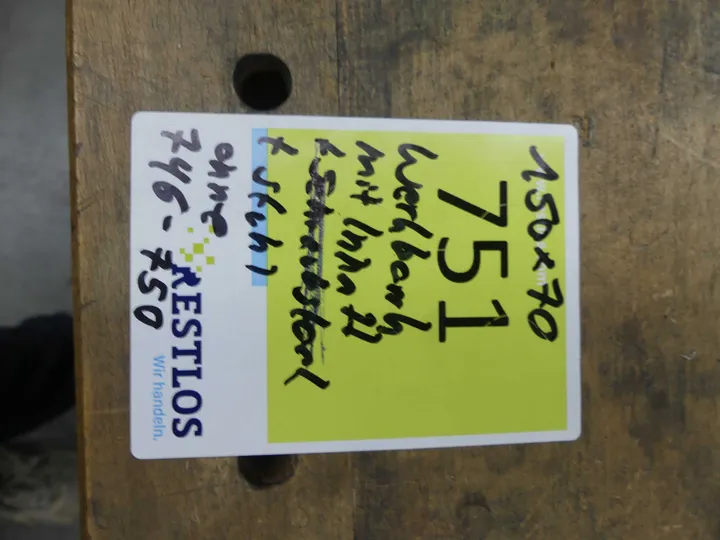 150x70
751
Werkbank
mit Inhalt
+ Schraubstock
+ Stuhl
ohne
746-750
RESTLOS
Wir handeln.